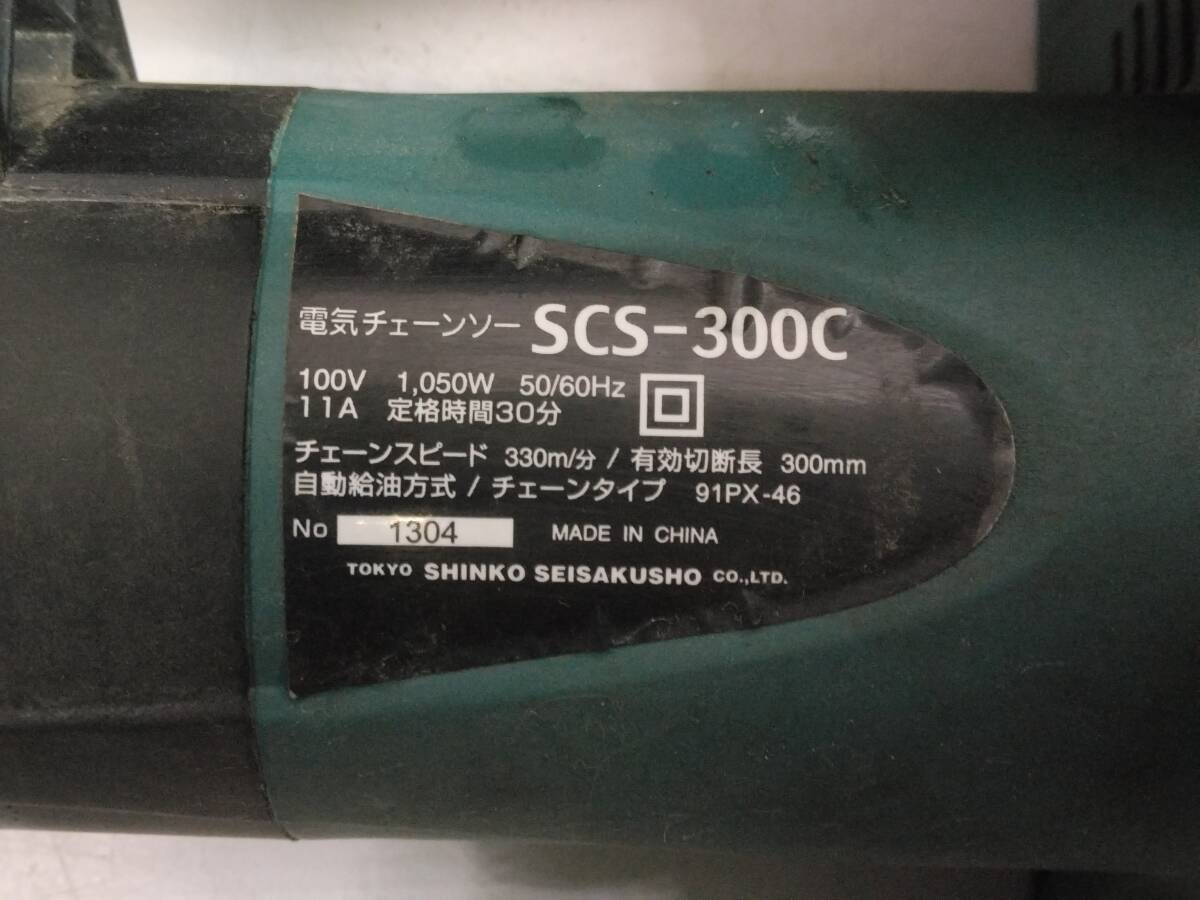 電気チェーンソー SCS-300C
100V 1,050W 50/60Hz
11A 定格時間30分
チェーンスピード 330m/分 / 有効切断長 300mm
自動給油方式 / チェーンタイプ 91PX-46
No 1304 MADE IN CHINA
TOKYO SHINKO SEISAKUSHO CO.,LTD.